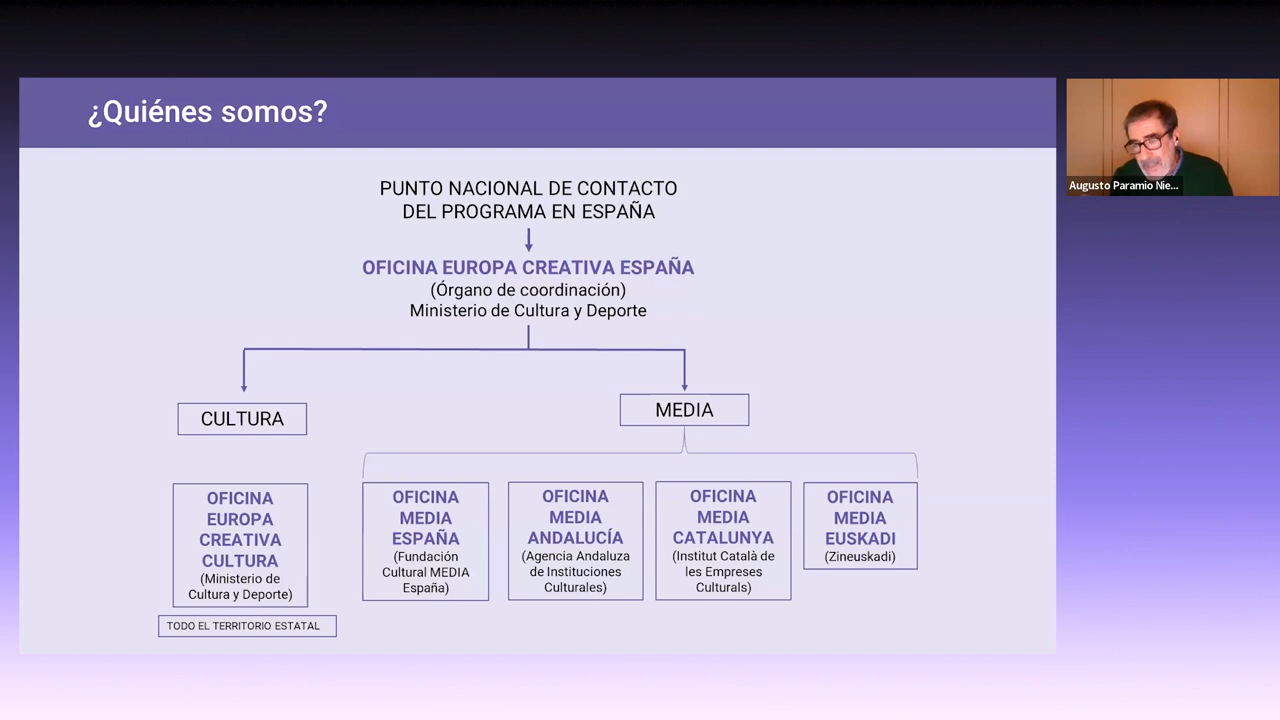 ¿Quiénes somos?
PUNTO NACIONAL DE CONTACTO
DEL PROGRAMA EN ESPAÑA
OFICINA EUROPA CREATIVA ESPAÑA
(Órgano de coordinación)
Ministerio de Cultura y Deporte
CULTURA
MEDIA
OFICINA
EUROPA
CREATIVA
CULTURA
(Ministerio de
Cultura y Deporte)
TODO EL TERRITORIO ESTATAL
OFICINA
MEDIA
ESPAÑA
(Fundación
Cultural MEDIA
España)
OFICINA
MEDIA
ANDALUCÍA
(Agencia Andaluza
de Instituciones
Culturales)
OFICINA
MEDIA
CATALUNYA
(Institut Català de
les Empreses
Culturals)
OFICINA
MEDIA
EUSKADI
(Zineuskadi)
Augusto Paramio Nie...